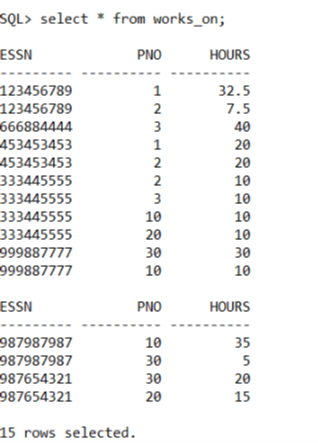 SQL> select * from works_on;
ESSN PNO HOURS
---------- ---------- ----------
123456789 1 32.5
123456789 2 7.5
666884444 3 40
453453453 1 20
453453453 2 20
333445555 2 10
333445555 3 10
333445555 10 10
333445555 20 10
999887777 30 30
999887777 10 10
ESSN PNO HOURS
---------- ---------- ----------
987987987 10 35
987987987 30 5
987654321 30 20
987654321 20 15
15 rows selected.